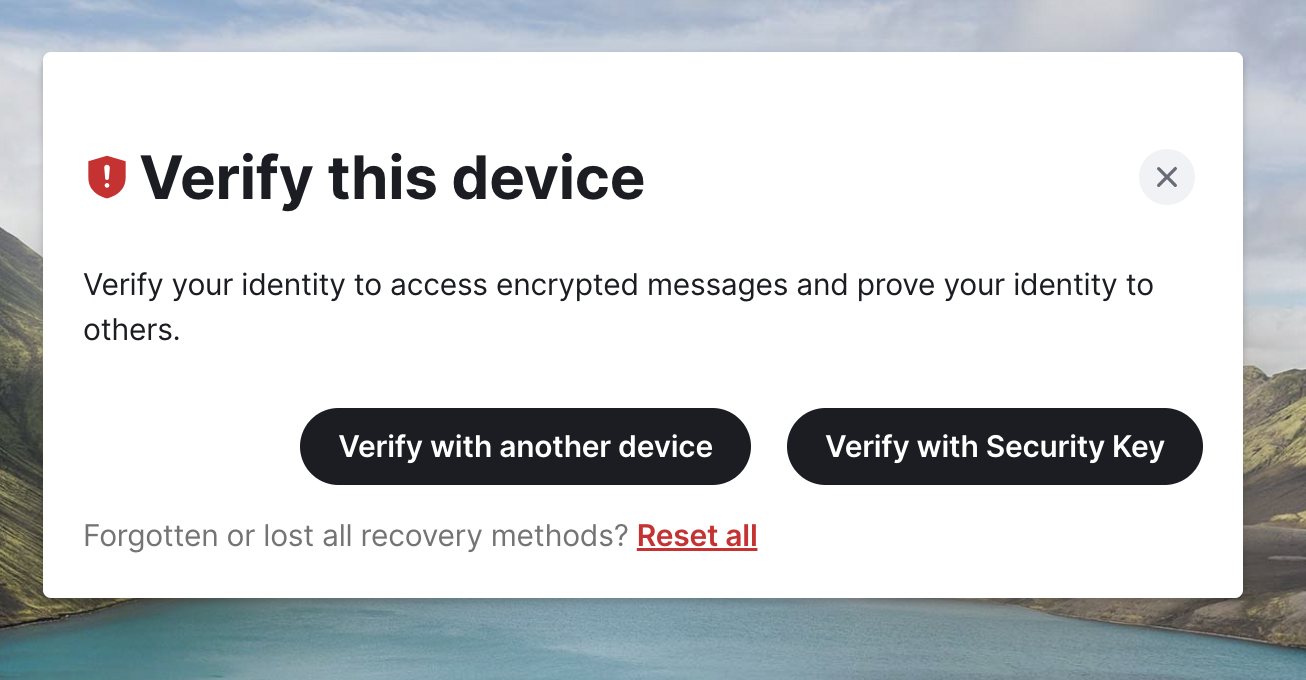 Verify this device
Verify your identity to access encrypted messages and prove your identity to
others.
Verify with another device
Verify with Security Key
Forgotten or lost all recovery methods? Reset all